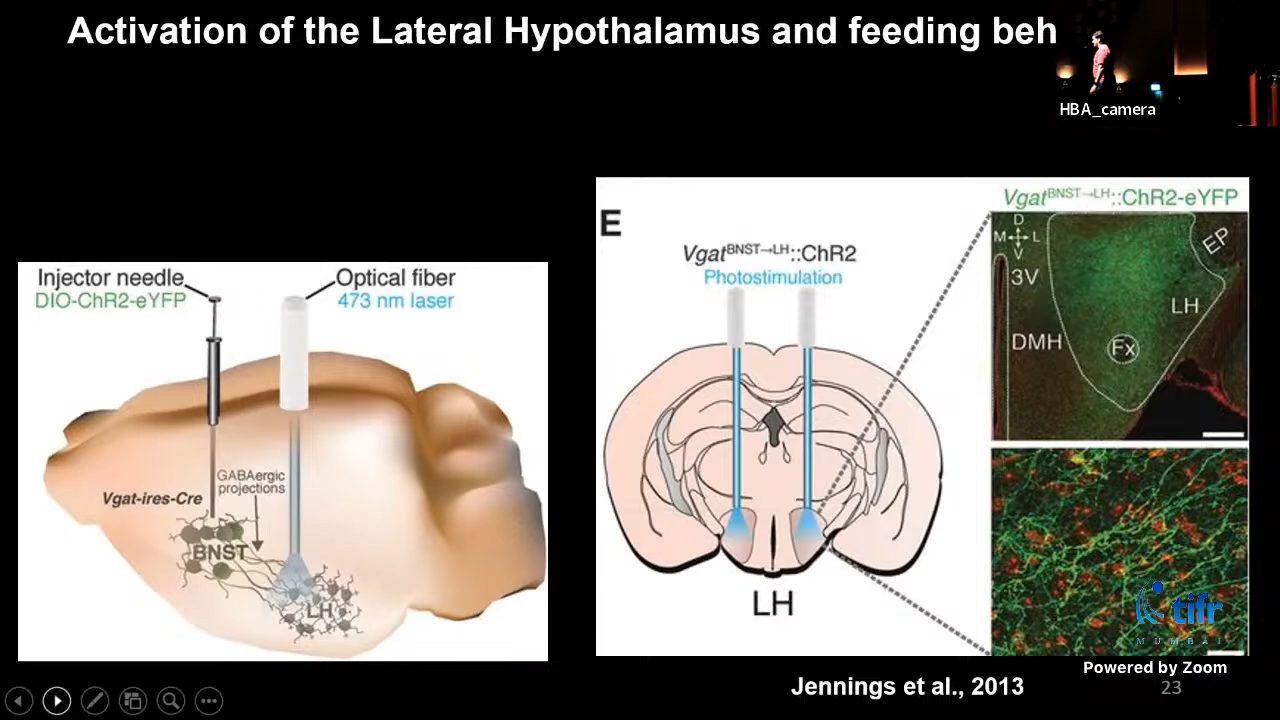 Activation of the Lateral Hypothalamus and feeding beh
HBA_camera
Injector needle
DIO-ChR2-eYFP
Optical fiber
473 nm laser
GABAergic
projections
Vgat-ires-Cre
BNST
LH
E
Vgat^BNST→LH::ChR2
Photostimulation
LH
Vgat^BNST→LH::ChR2-eYFP
D
M L
V
3V
EP
LH
DMH
Fx
tifr
MUMBAI
Powered by Zoom
Jennings et al., 2013
23